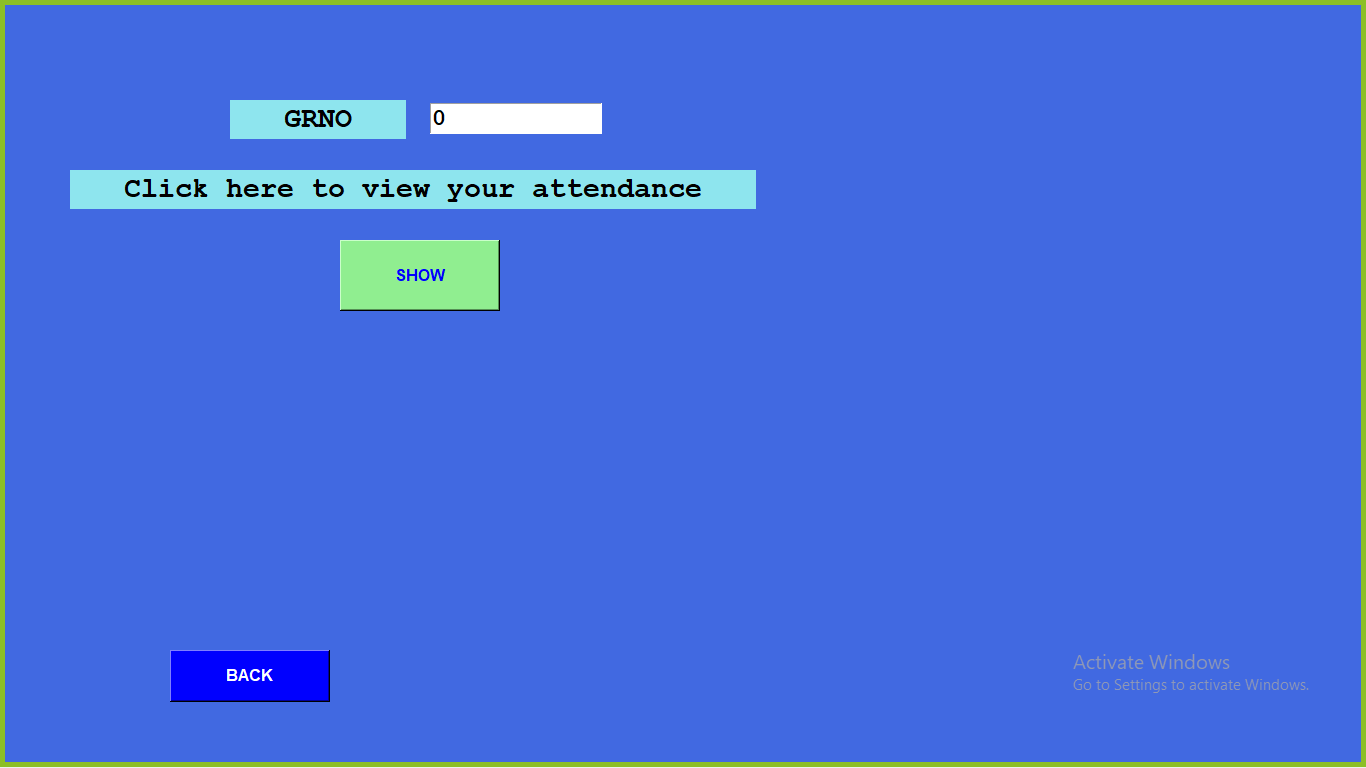 GRNO 0
Click here to view your attendance
SHOW
BACK
Activate Windows
Go to Settings to activate Windows.